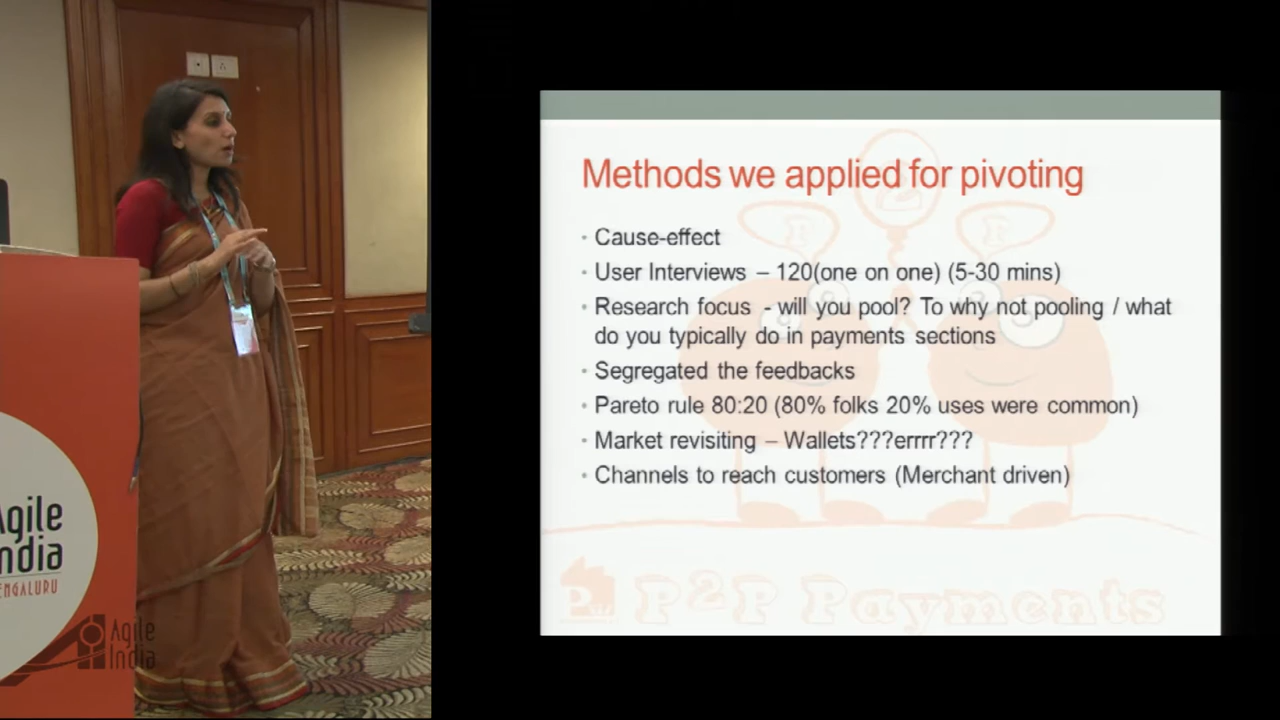 Methods we applied for pivoting
· Cause-effect
· User Interviews – 120(one on one) (5-30 mins)
· Research focus - will you pool? To why not pooling / what
do you typically do in payments sections
· Segregated the feedbacks
· Pareto rule 80:20 (80% folks 20% uses were common)
· Market revisiting – Wallets???errrr???
· Channels to reach customers (Merchant driven)
P2P Payments
Agile
India
BENGALURU
Agile
India